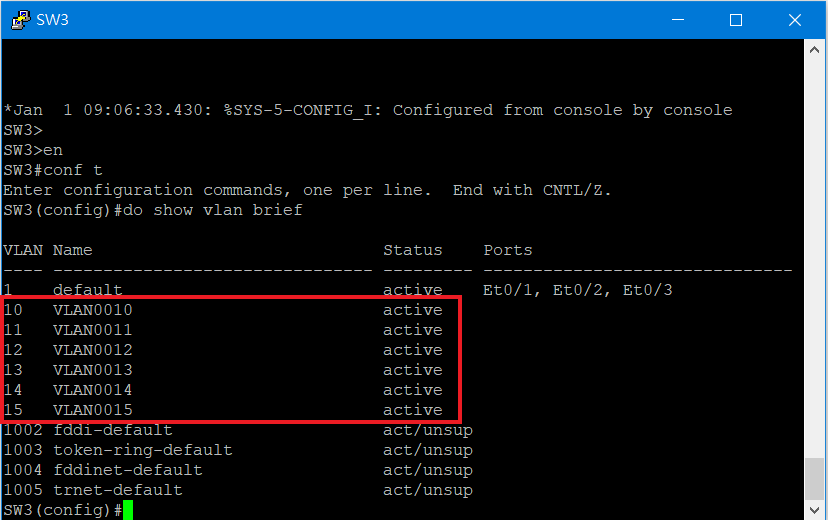 SW3
*Jan  1 09:06:33.430: %SYS-5-CONFIG_I: Configured from console by console
SW3>
SW3>en
SW3#conf t
Enter configuration commands, one per line.  End with CNTL/Z.
SW3(config)#do show vlan brief
VLAN Name                             Status    Ports
---- -------------------------------- --------- -------------------------------
1    default                          active    Et0/1, Et0/2, Et0/3
10   VLAN0010                         active
11   VLAN0011                         active
12   VLAN0012                         active
13   VLAN0013                         active
14   VLAN0014                         active
15   VLAN0015                         active
1002 fddi-default                     act/unsup
1003 token-ring-default               act/unsup
1004 fddinet-default                  act/unsup
1005 trnet-default                    act/unsup
SW3(config)#